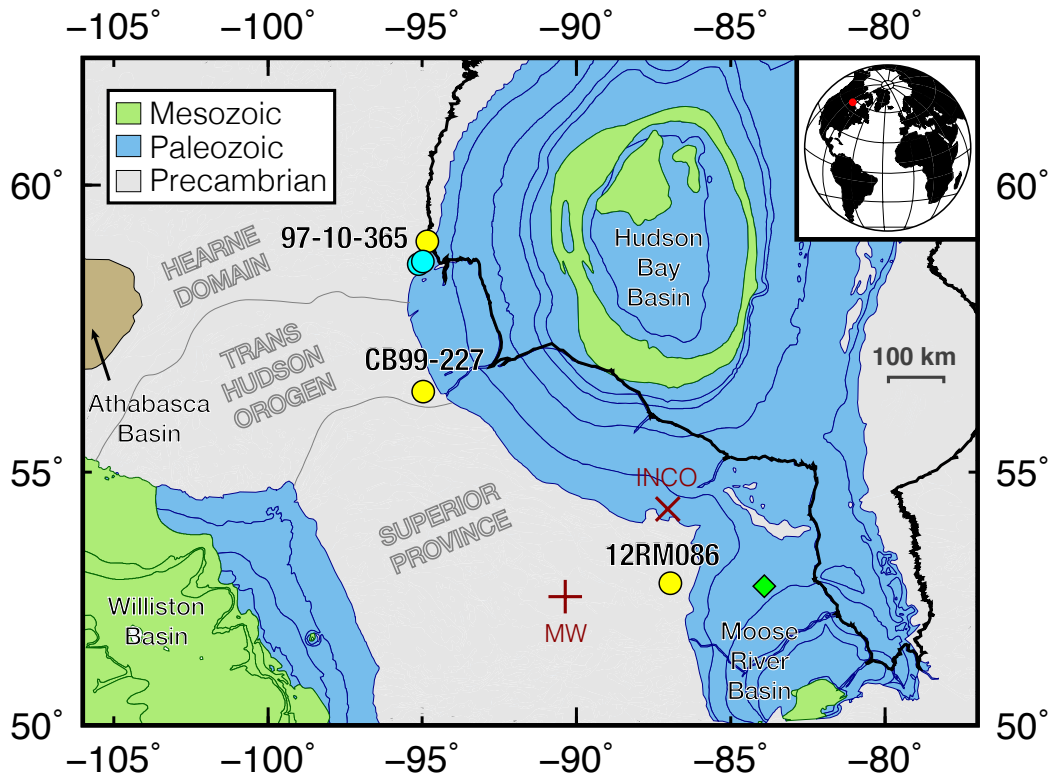 −105˚ −100˚ −95˚ −90˚ −85˚ −80˚
Mesozoic
Paleozoic
Precambrian
60˚ 60˚
97-10-365
HEARNE
DOMAIN
Hudson
Bay
Basin
TRANS
HUDSON
OROGEN
CB99-227
100 km
Athabasca
Basin
55˚ 55˚
INCO
SUPERIOR
PROVINCE
12RM086
Williston
Basin
MW
Moose
River
Basin
50˚ 50˚
−105˚ −100˚ −95˚ −90˚ −85˚ −80˚